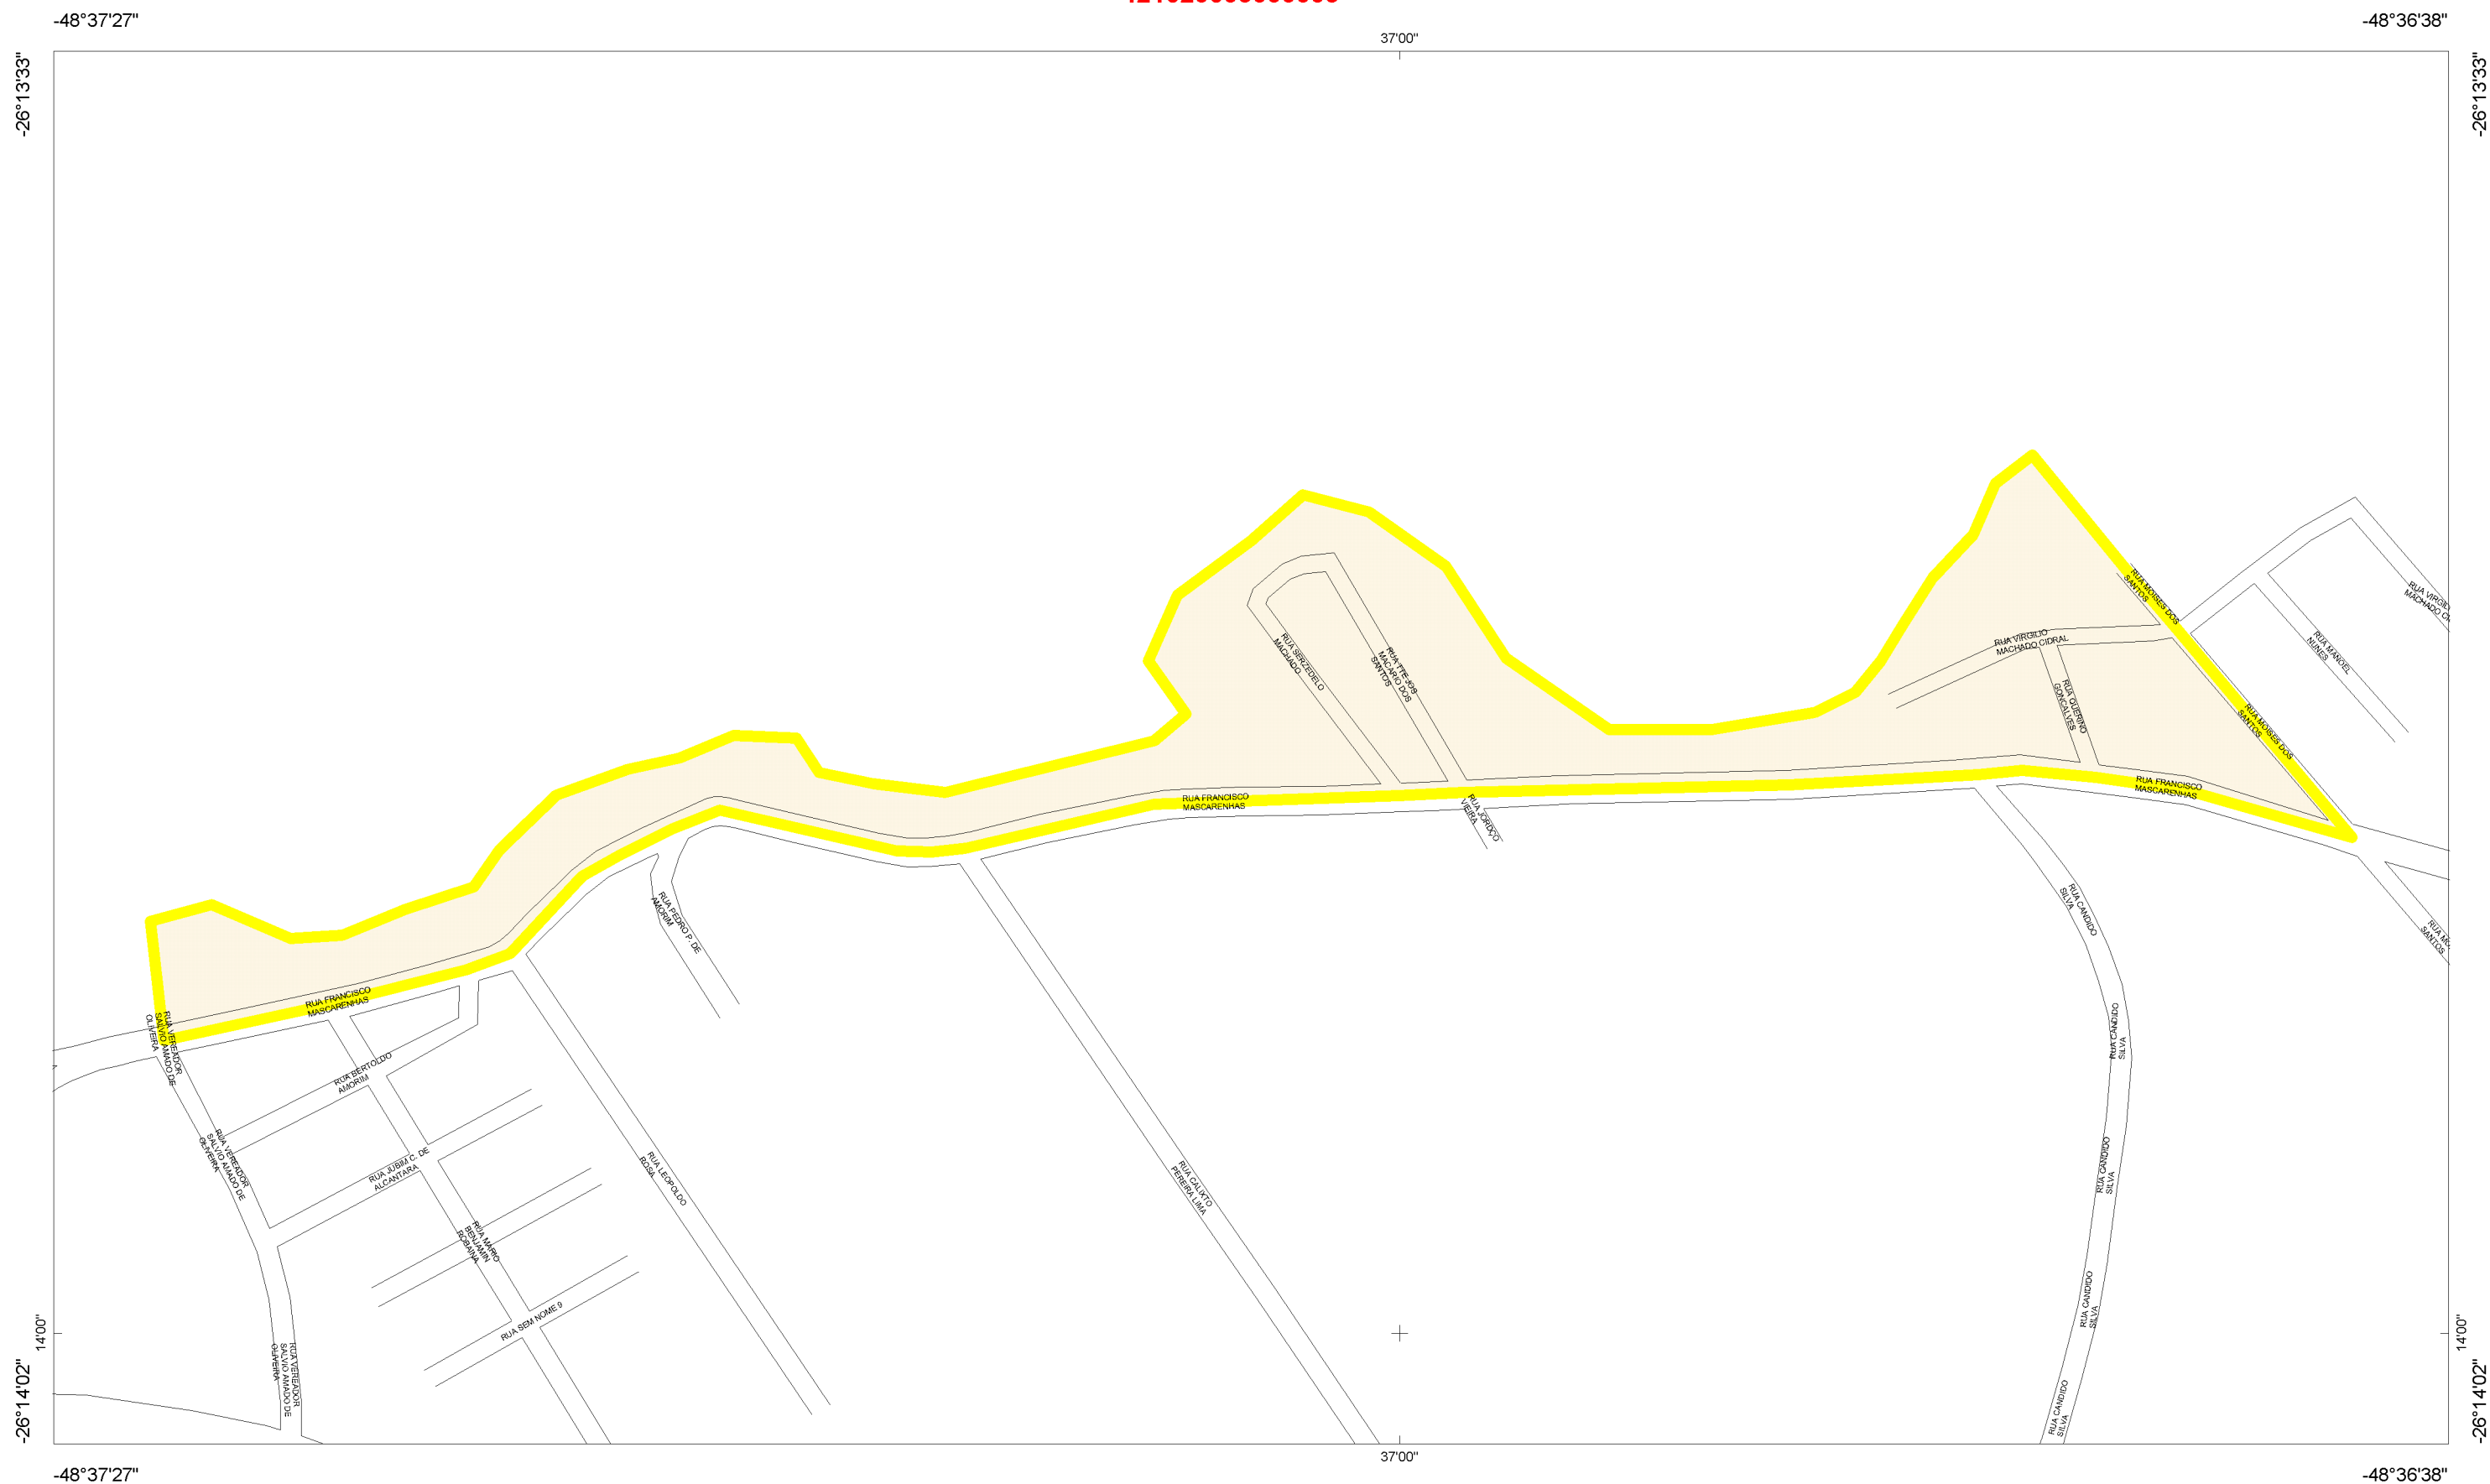 -48°37'27"
-48°36'38"
37'00"
-26°13'33"
-26°13'33"
RUA MOISES DOS
SANTOS
RUA VIRGILIO
MACHADO CIDRAL
RUA SERZEDELO
MACHADO
MACARIO DOS
SANTOS
RUA MANOEL
NUNES
RUA QUERINO
GONCALVES
RUA MOISES DOS
SANTOS
RUA FRANCISCO
MASCARENHAS
RUA FRANCISCO
MASCARENHAS
VIEIRA
RUA PEDRO P. DE
AMORIM
RUA CANDIDO
SILVA
SANTOS
RUA FRANCISCO
MASCARENHAS
RUA VEREADOR
SALVIO AMADO DE
OLIVEIRA
RUA CANDIDO
SILVA
RUA BERTOLDO
AMORIM
RUA VEREADOR
SALVIO AMADO DE
OLIVEIRA
RUA JUBIM C. DE
ALCANTARA
RUA LEOPOLDO
ROSA
RUA CALIXTO
PEREIRA LIMA
RUA CANDIDO
SILVA
RUA MARIO
BENJAMIN
ROBAINA
RUA CANDIDO
SILVA
RUA SEM NOME 9
14'00"
14'00"
RUA VEREADOR
SALVIO AMADO DE
OLIVEIRA
RUA CANDIDO
SILVA
-26°14'02"
-26°14'02"
37'00"
-48°37'27"
-48°36'38"